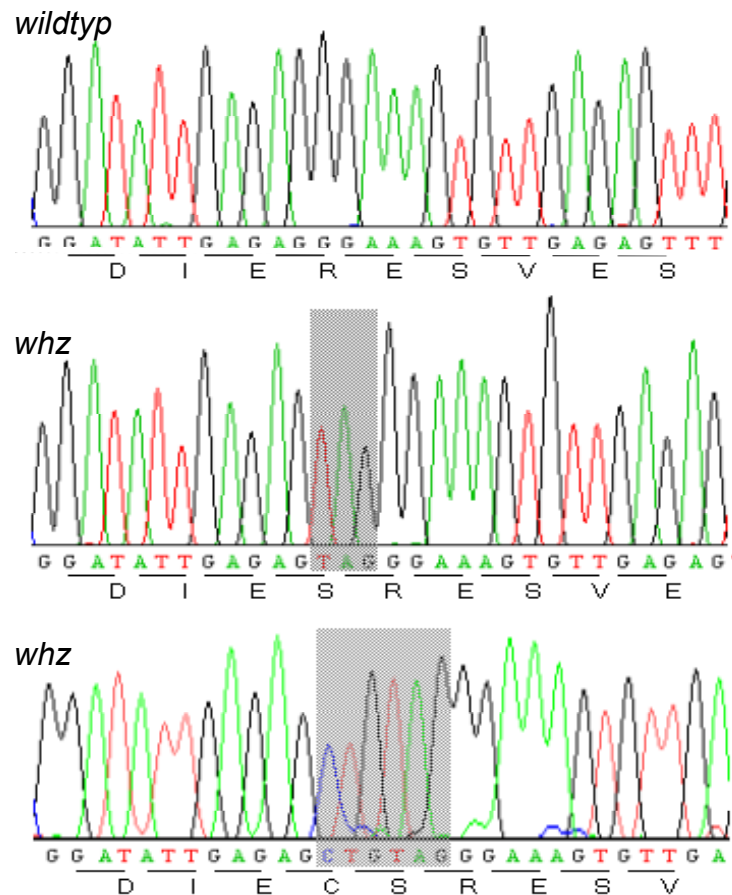 wildtyp
GGATATTGAGAGGGAAAGTGTTGAGAGTTT
D I E R E S V E S
whz
GGATATTGAGAGTAGGGAAAGTGTTGAGAG
D I E S R E S V E
whz
GGATATTGAGAGCTGTAGGGAAAGTGTTGA
D I E C S R E S V